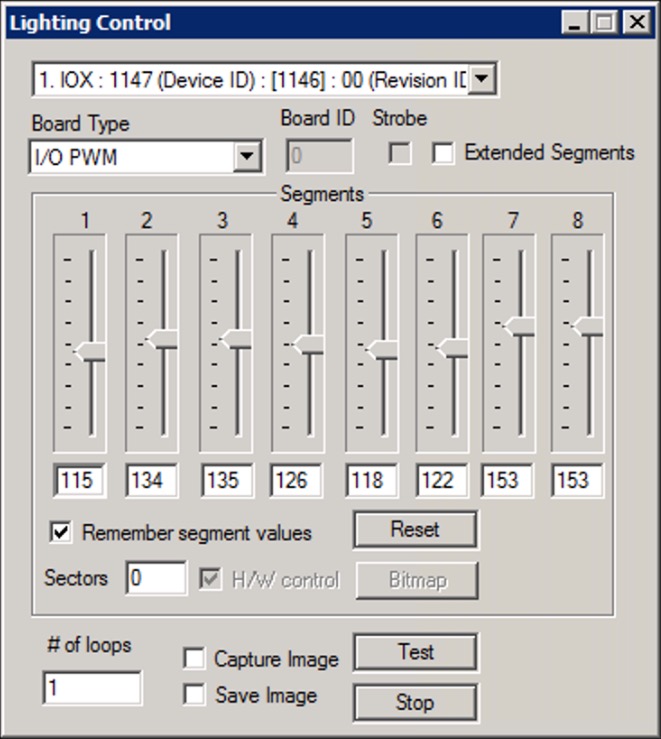 Lighting Control
1. IOX : 1147 (Device ID) : [1146] : 00 (Revision ID
Board Type Board ID Strobe
I/O PWM 0 Extended Segments
Segments
1 2 3 4 5 6 7 8
115 134 135 126 118 122 153 153
Remember segment values Reset
Sectors 0 H/W control Bitmap
# of loops
1
Capture Image Test
Save Image Stop